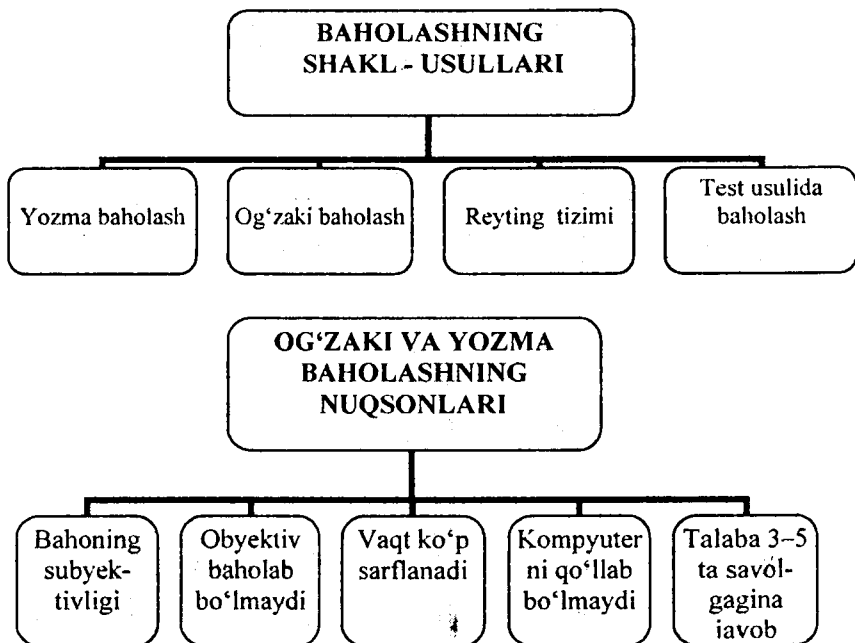 BAHOLASHNING
SHAKL - USULLARI
Yozma baholash
Og‘zaki baholash
Reyting tizimi
Test usulida
baholash
OG‘ZAKI VA YOZMA
BAHOLASHNING
NUQSONLARI
Bahoning
subyek-
tivligi
Obyektiv
baholab
bo‘lmaydi
Vaqt ko‘p
sarflanadi
Kompyuter
ni qo‘llab
bo‘lmaydi
Talaba 3–5
ta savol-
gagina
javob